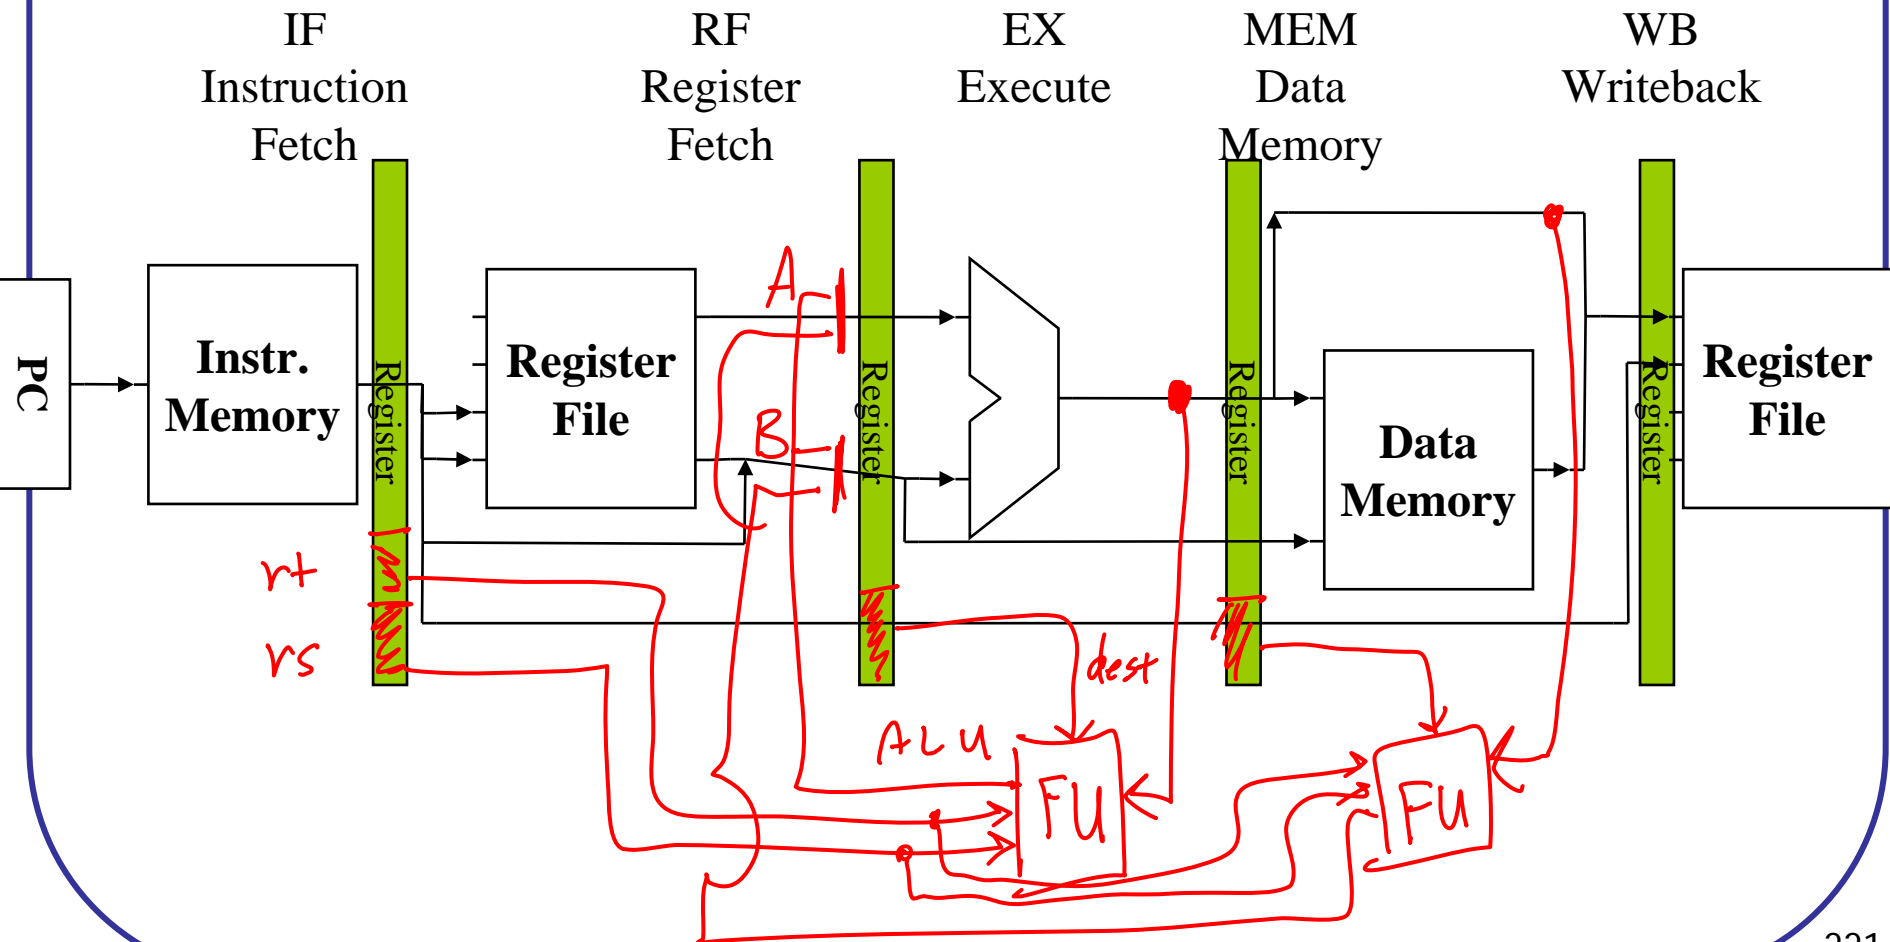 IF
Instruction
Fetch
RF
Register
Fetch
EX
Execute
MEM
Data
Memory
WB
Writeback
PC
Instr.
Memory
Register
Register
File
A
B
Register
Register
Data
Memory
Register
Register
File
rt
rs
dest
ALU
FU
FU